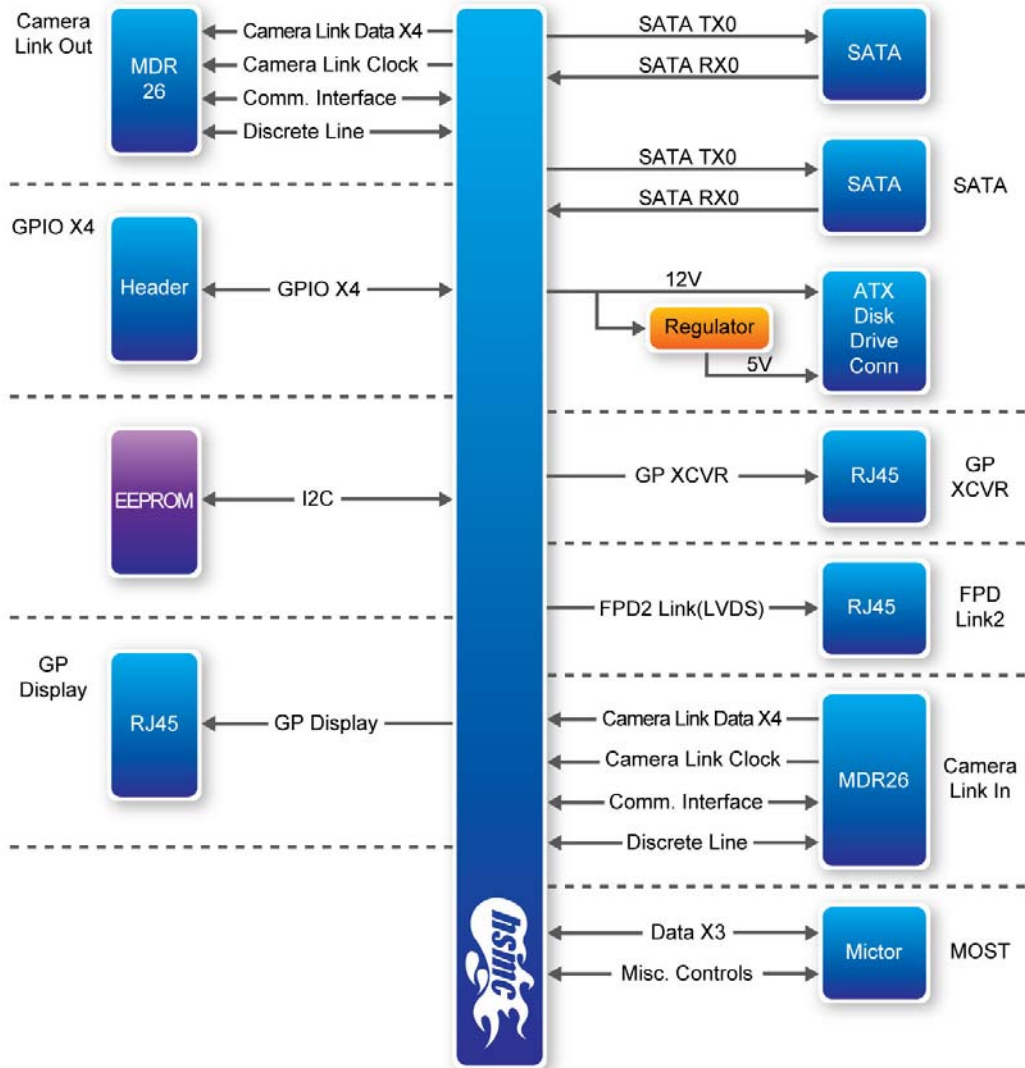 Camera
Link Out
MDR
26
Camera Link Data X4
Camera Link Clock
Comm. Interface
Discrete Line
GPIO X4
Header
GPIO X4
EEPROM
I2C
GP
Display
RJ45
GP Display
hsmc
SATA TX0
SATA RX0
SATA
SATA TX0
SATA RX0
SATA
SATA
12V
Regulator
5V
ATX
Disk
Drive
Conn
GP XCVR
RJ45
GP
XCVR
FPD2 Link(LVDS)
RJ45
FPD
Link2
Camera Link Data X4
Camera Link Clock
Comm. Interface
Discrete Line
MDR26
Camera
Link In
Data X3
Misc. Controls
Mictor
MOST